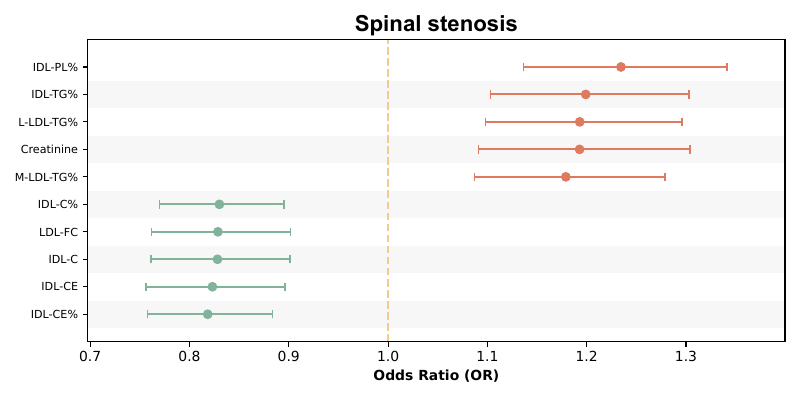 Spinal stenosis
IDL-PL%
IDL-TG%
L-LDL-TG%
Creatinine
M-LDL-TG%
IDL-C%
LDL-FC
IDL-C
IDL-CE
IDL-CE%
0.7 0.8 0.9 1.0 1.1 1.2 1.3
Odds Ratio (OR)